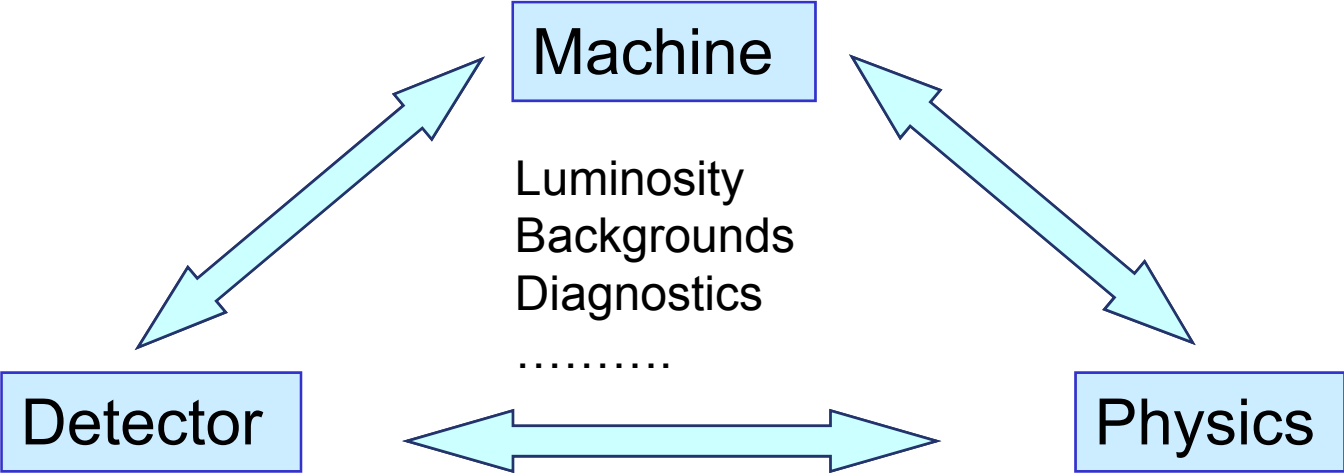 Machine
Luminosity
Backgrounds
Diagnostics
……….
Detector
Physics